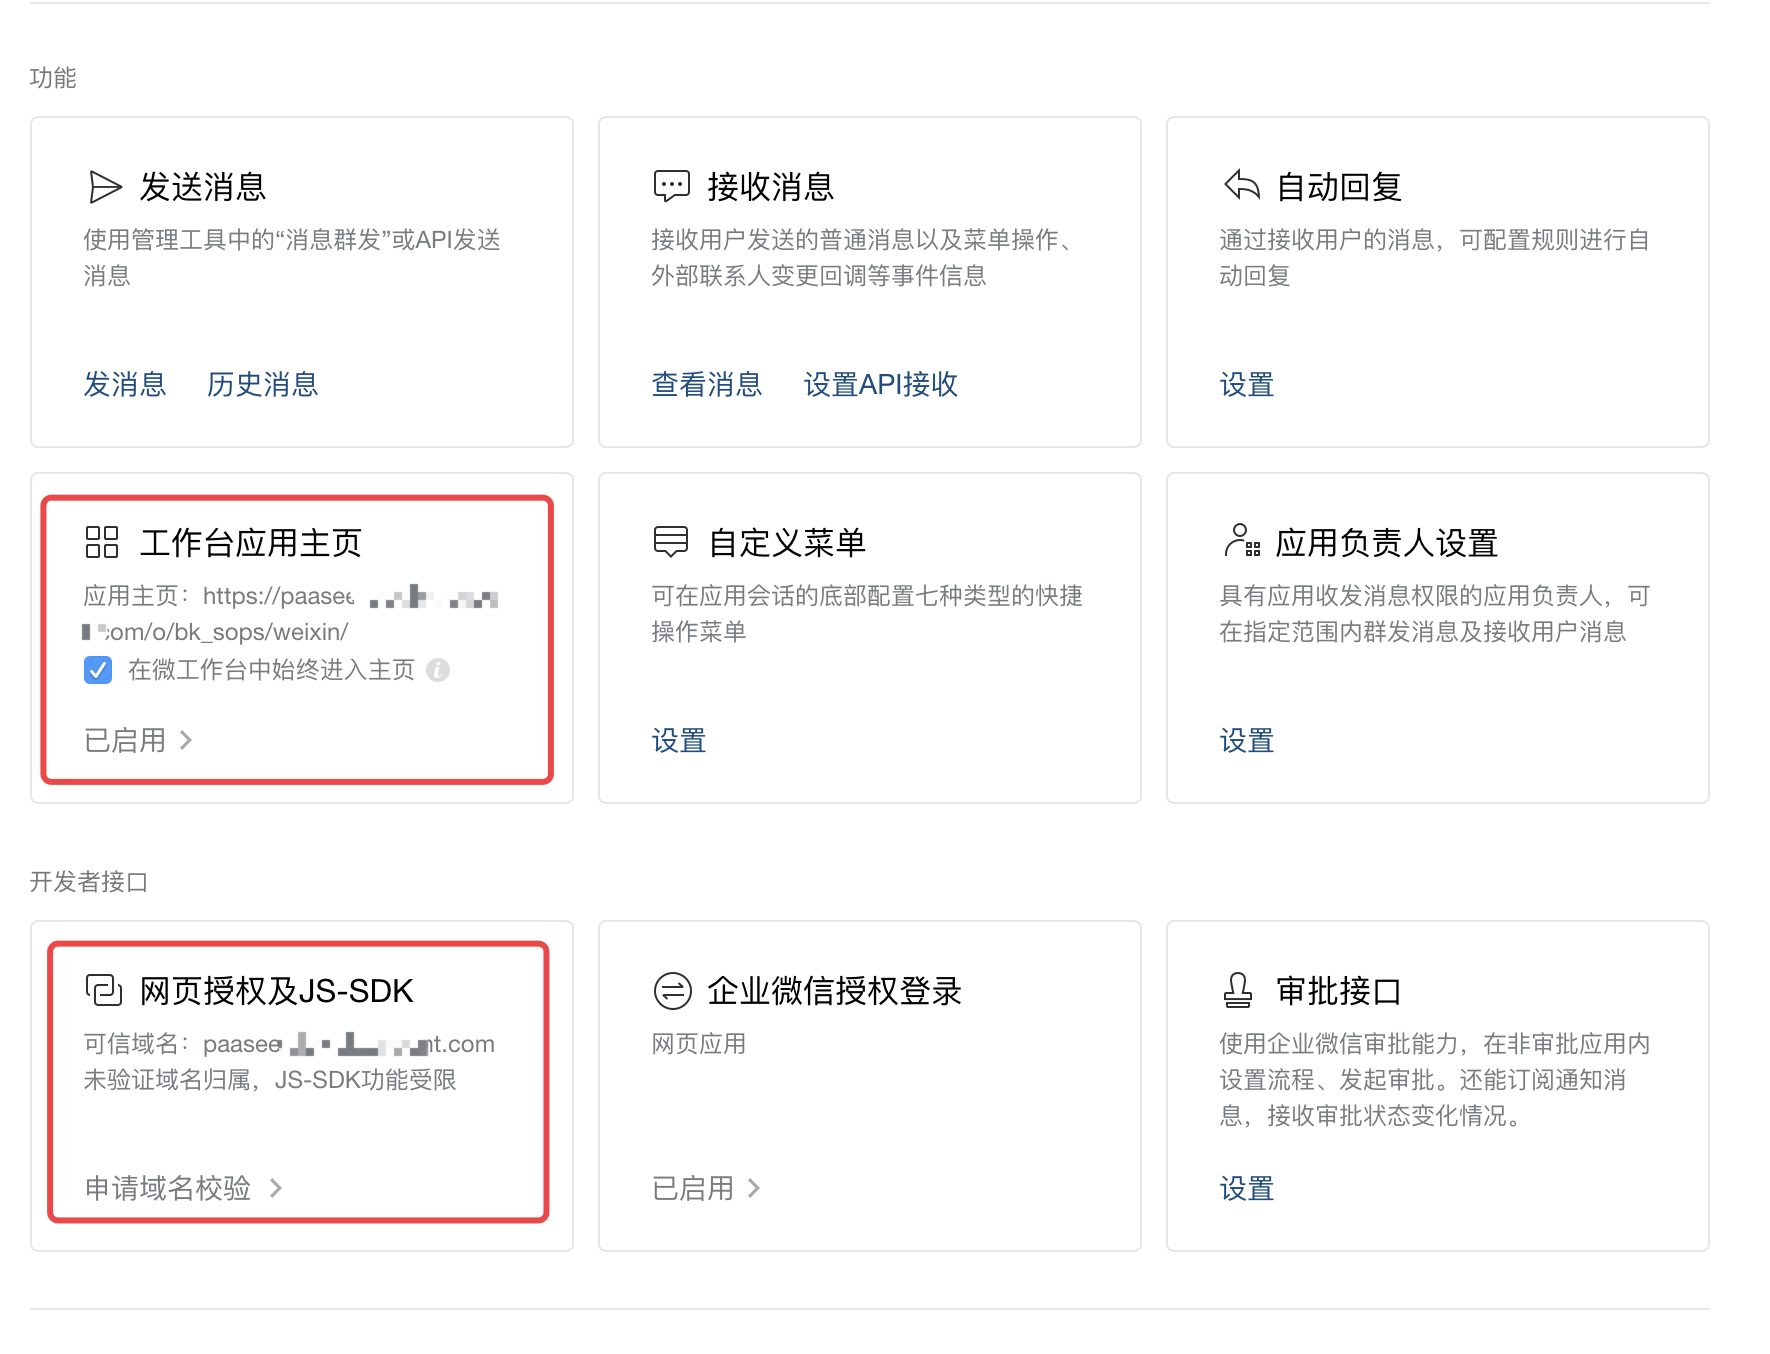 功能
发送消息
使用管理工具中的“消息群发”或API发送
消息
发消息 历史消息
接收消息
接收用户发送的普通消息以及菜单操作、
外部联系人变更回调等事件信息
查看消息 设置API接收
自动回复
通过接收用户的消息，可配置规则进行自
动回复
设置
工作台应用主页
应用主页：https://paasee
com/o/bk_sops/weixin/
在微工作台中始终进入主页
已启用
自定义菜单
可在应用会话的底部配置七种类型的快捷
操作菜单
设置
应用负责人设置
具有应用收发消息权限的应用负责人，可
在指定范围内群发消息及接收用户消息
设置
开发者接口
网页授权及JS-SDK
可信域名：paasee nt.com
未验证域名归属，JS-SDK功能受限
申请域名校验
企业微信授权登录
网页应用
已启用
审批接口
使用企业微信审批能力，在非审批应用内
设置流程、发起审批。还能订阅通知消
息，接收审批状态变化情况。
设置